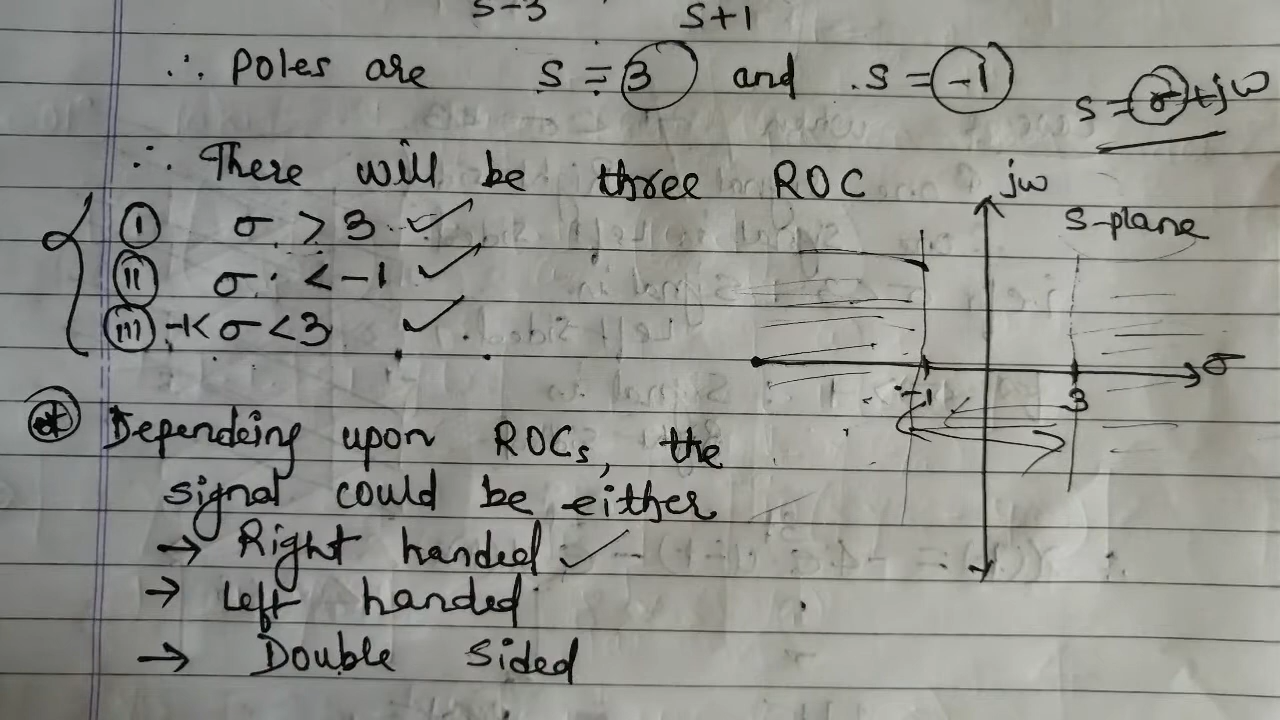 s-3 s+1
∴ Poles are s = 3 and s = -1
s = σ + jω
∴ There will be three ROC
(i) σ > 3 ✓
(ii) σ < -1 ✓
(iii) -1< σ < 3 ✓
jω
S-plane
σ
-1 3
Dependeing upon ROCs, the
signal could be either
→ Right handed ✓
→ Left handed
→ Double Sided